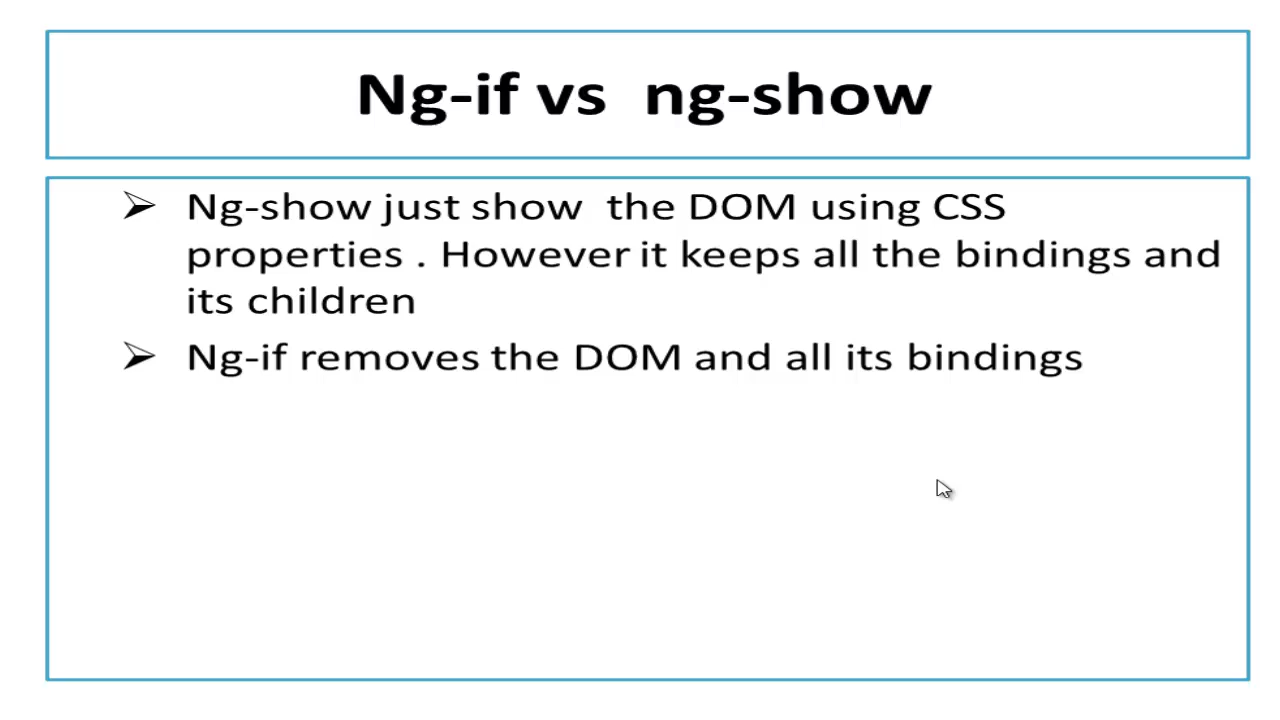 Ng-if vs ng-show
➢ Ng-show just show the DOM using CSS
properties . However it keeps all the bindings and
its children
➢ Ng-if removes the DOM and all its bindings